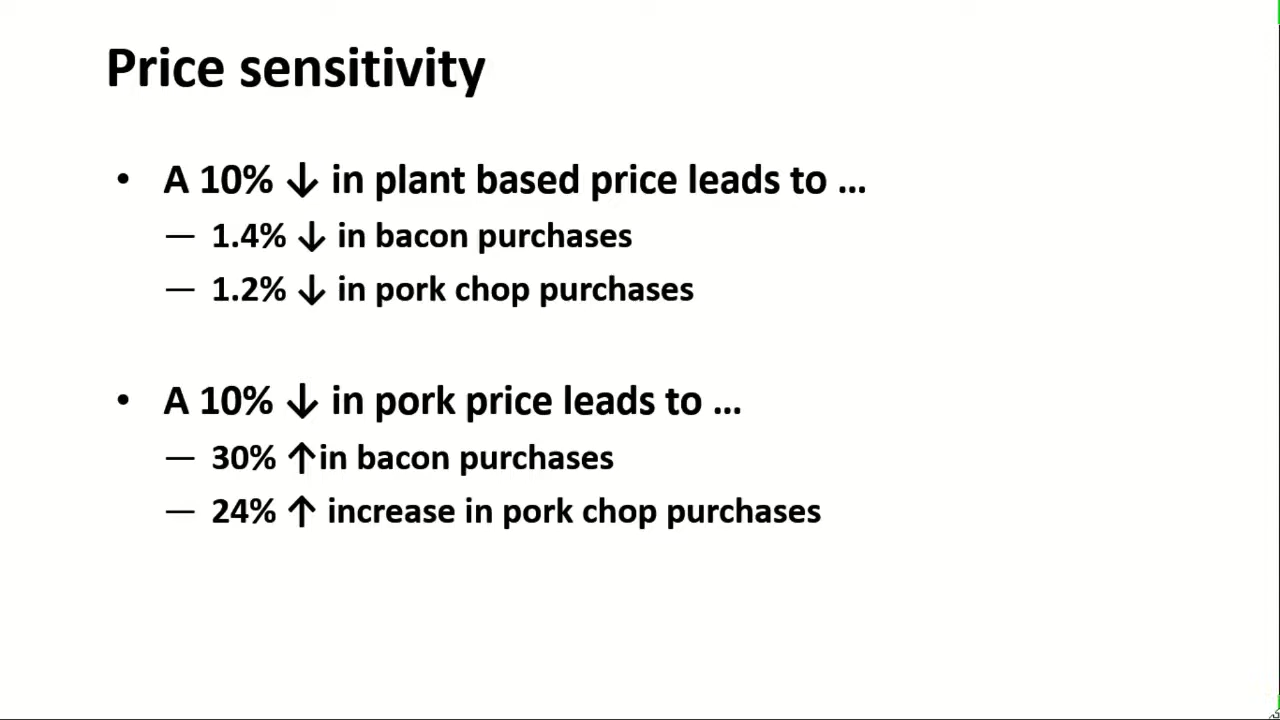 Price sensitivity
• A 10% ↓ in plant based price leads to ...
— 1.4% ↓ in bacon purchases
— 1.2% ↓ in pork chop purchases
• A 10% ↓ in pork price leads to ...
— 30% ↑in bacon purchases
— 24% ↑ increase in pork chop purchases